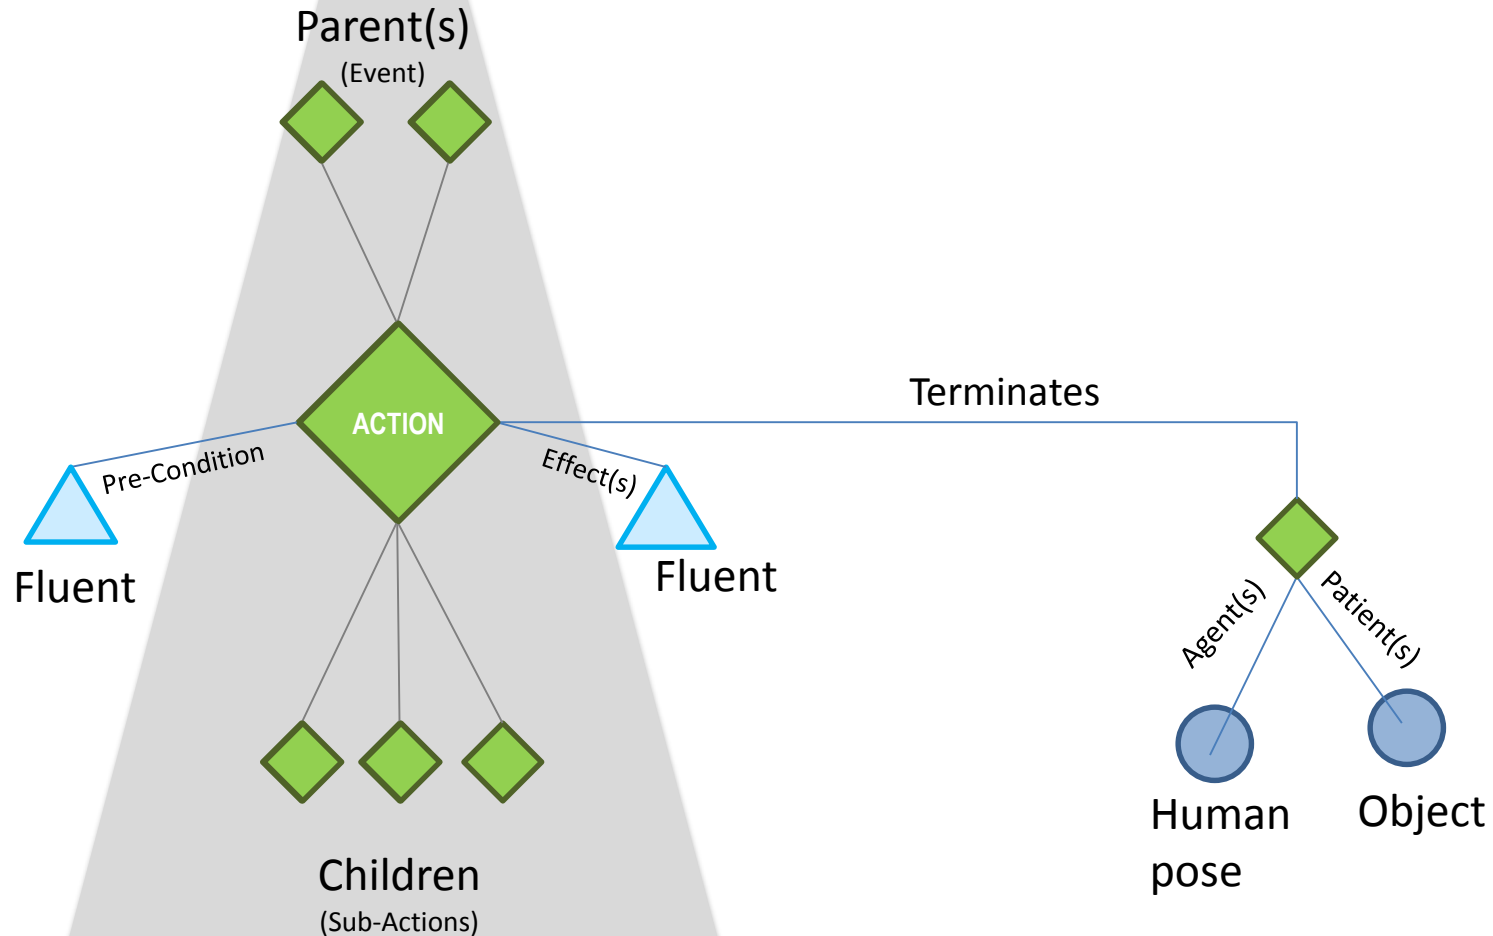 Parent(s)
(Event)
Terminates
ACTION
Pre-Condition
Effect(s)
Fluent
Fluent
Agent(s)
Patient(s)
Human
pose
Object
Children
(Sub-Actions)